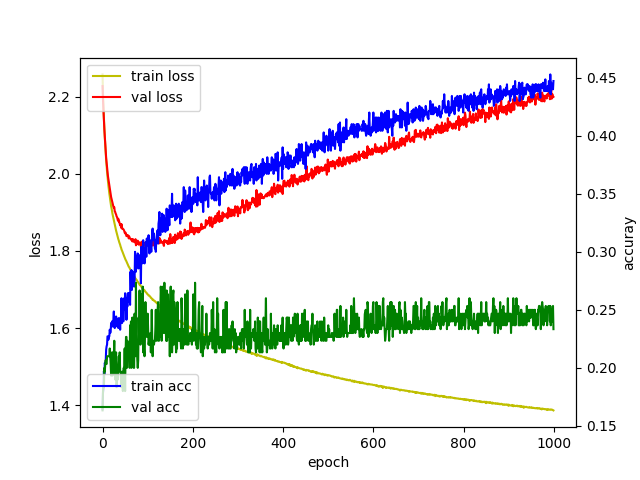 train loss
val loss
train acc
val acc
2.2
2.0
1.8
1.6
1.4
loss
0.45
0.40
0.35
0.30
0.25
0.20
0.15
accuray
0
200
400
600
800
1000
epoch